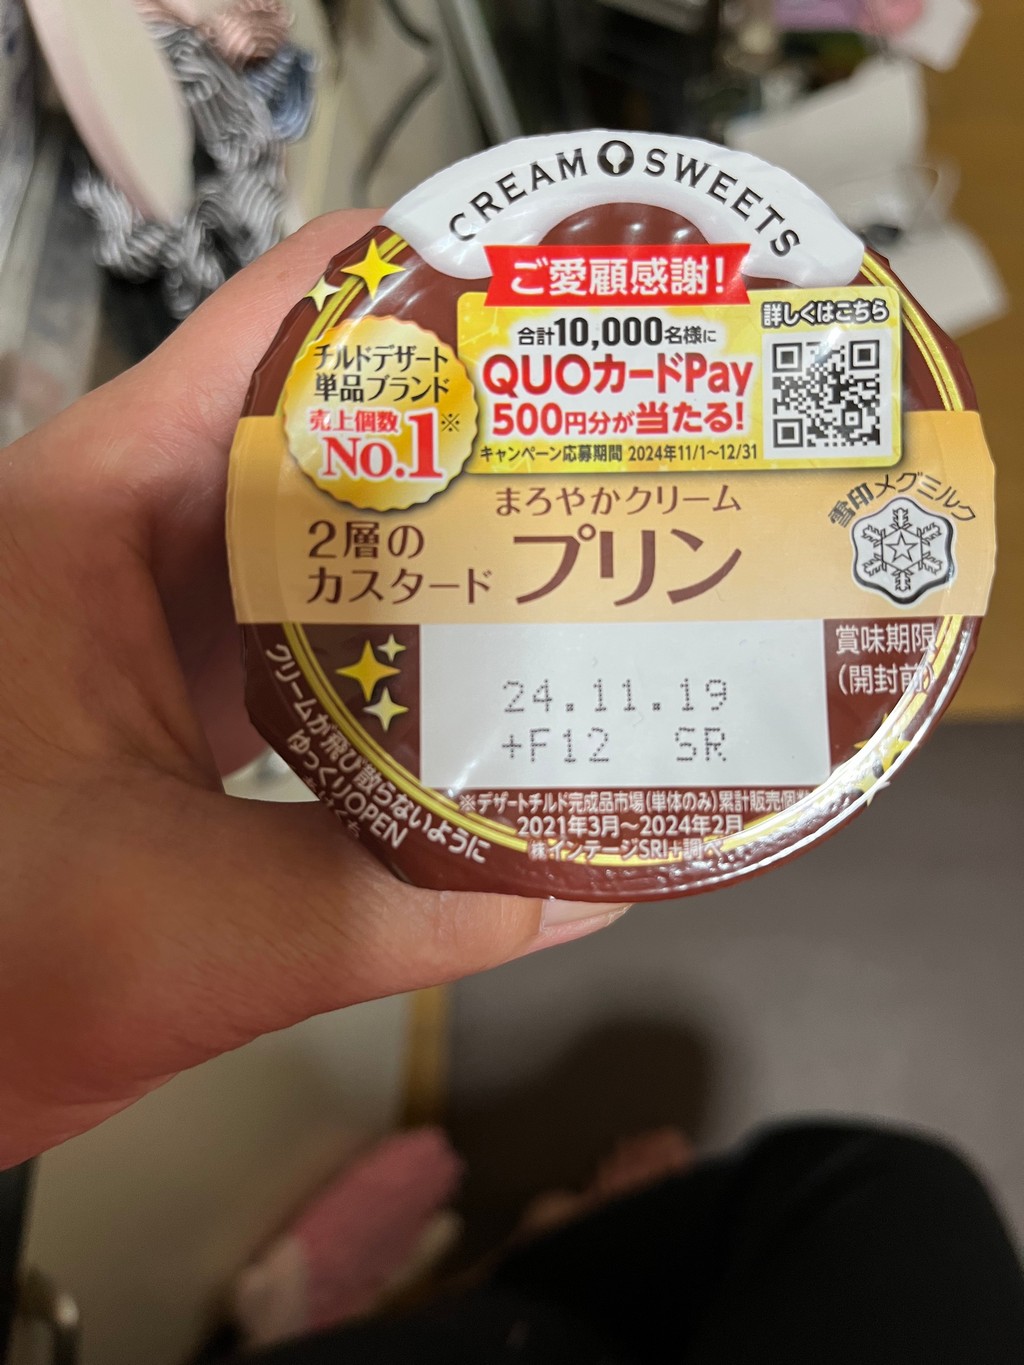 CREAM SWEETS
ご愛顧感謝!
合計10,000名様に
QUOカードPay
500円分が当たる!
キャンペーン応募期間 2024年11/1~12/31
詳しくはこちら
チルドデザート
単品ブランド
売上個数※
No.1
まろやかクリーム
2層の
カスタード
プリン
雪印メグミルク
賞味期限
(開封前)
24.11.19
+F12 SR
クリームが飛び散らないように
ゆっくりOPEN
※デザートチルド完成品市場(単体のみ)累計販売個数
2021年3月~2024年2月
㈱インテージSRI+調べ